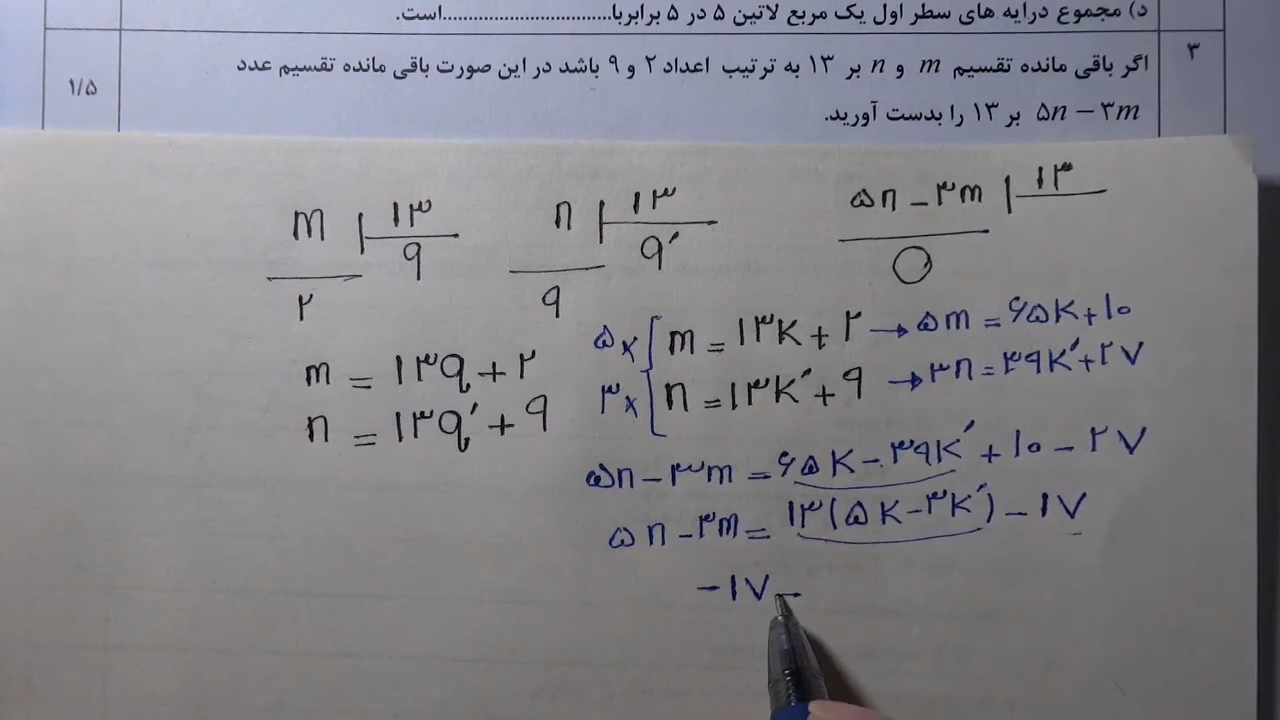 د) مجموع درایه های سطر اول یک مربع لاتین ۵ در ۵ برابربا..................................است.
۳
اگر باقی مانده تقسیم m و n بر ۱۳ به ترتیب اعداد ۲ و ۹ باشد در این صورت باقی مانده تقسیم عدد
۵n − ۳m بر ۱۳ را بدست آورید.
۱/۵
m ۱۳
q
۲
n ۱۳
q′
۹
۵n − ۳m ۱۳
m = ۱۳q + ۲
n = ۱۳q′ + ۹
۵× m = ۱۳K + ۲ → ۵m = ۶۵K + ۱۰
۳× n = ۱۳K′ + ۹ → ۳n = ۳۹K′ + ۲۷
۵n − ۳m = ۶۵K − ۳۹K′ + ۱۰ − ۲۷
۵n − ۳m = ۱۳(۵K − ۳K′) − ۱۷
−۱۷ −